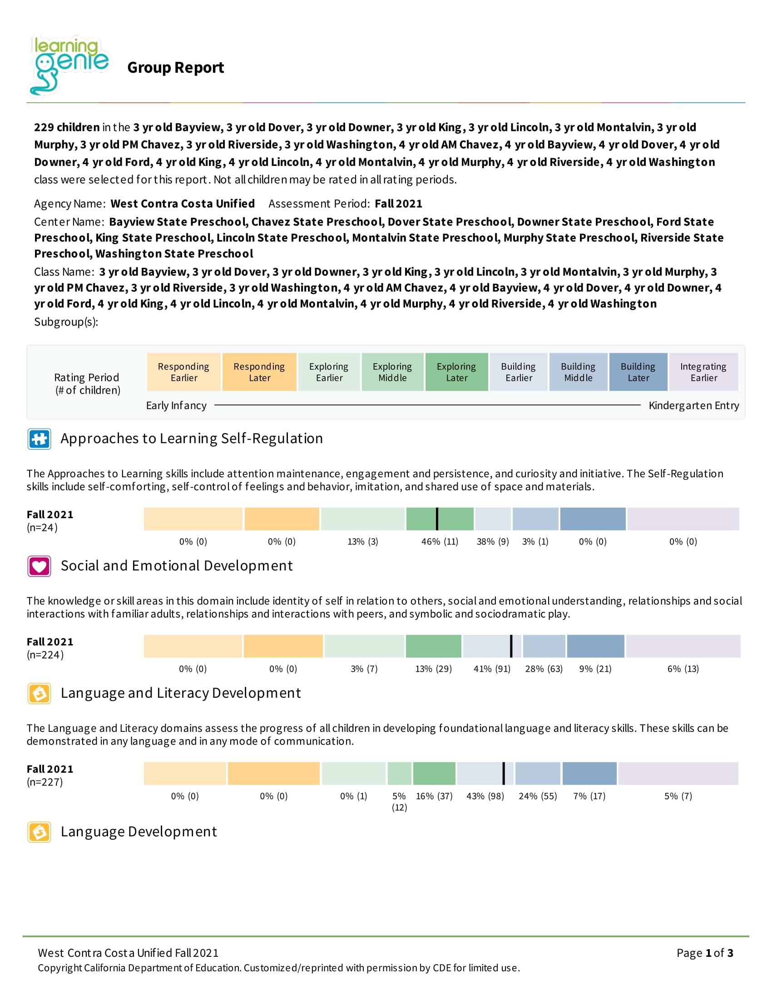 learning
genie
Group Report
229 children in the 3 yr old Bayview, 3 yr old Dover, 3 yr old Downer, 3 yr old King, 3 yr old Lincoln, 3 yr old Montalvin, 3 yr old
Murphy, 3 yr old PM Chavez, 3 yr old Riverside, 3 yr old Washington, 4 yr old AM Chavez, 4 yr old Bayview, 4 yr old Dover, 4 yr old
Downer, 4 yr old Ford, 4 yr old King, 4 yr old Lincoln, 4 yr old Montalvin, 4 yr old Murphy, 4 yr old Riverside, 4 yr old Washington
class were selected for this report. Not all children may be rated in all rating periods.
Agency Name: West Contra Costa Unified Assessment Period: Fall 2021
Center Name: Bayview State Preschool, Chavez State Preschool, Dover State Preschool, Downer State Preschool, Ford State
Preschool, King State Preschool, Lincoln State Preschool, Montalvin State Preschool, Murphy State Preschool, Riverside State
Preschool, Washington State Preschool
Class Name: 3 yr old Bayview, 3 yr old Dover, 3 yr old Downer, 3 yr old King, 3 yr old Lincoln, 3 yr old Montalvin, 3 yr old Murphy, 3
yr old PM Chavez, 3 yr old Riverside, 3 yr old Washington, 4 yr old AM Chavez, 4 yr old Bayview, 4 yr old Dover, 4 yr old Downer, 4
yr old Ford, 4 yr old King, 4 yr old Lincoln, 4 yr old Montalvin, 4 yr old Murphy, 4 yr old Riverside, 4 yr old Washington
Subgroup(s):
Rating Period
(# of children)
Responding
Earlier
Responding
Later
Exploring
Earlier
Exploring
Middle
Exploring
Later
Building
Earlier
Building
Middle
Building
Later
Integrating
Earlier
Early Infancy
Kindergarten Entry
Approaches to Learning Self-Regulation
The Approaches to Learning skills include attention maintenance, engagement and persistence, and curiosity and initiative. The Self-Regulation
skills include self-comforting, self-control of feelings and behavior, imitation, and shared use of space and materials.
Fall 2021
(n=24)
0% (0) 0% (0) 13% (3) 46% (11) 38% (9) 3% (1) 0% (0) 0% (0)
Social and Emotional Development
The knowledge or skill areas in this domain include identity of self in relation to others, social and emotional understanding, relationships and social
interactions with familiar adults, relationships and interactions with peers, and symbolic and sociodramatic play.
Fall 2021
(n=224)
0% (0) 0% (0) 3% (7) 13% (29) 41% (91) 28% (63) 9% (21) 6% (13)
Language and Literacy Development
The Language and Literacy domains assess the progress of all children in developing foundational language and literacy skills. These skills can be
demonstrated in any language and in any mode of communication.
Fall 2021
(n=227)
0% (0) 0% (0) 0% (1) 5% 16% (37) 43% (98) 24% (55) 7% (17) 5% (7)
(12)
Language Development
West Contra Costa Unified Fall 2021 Page 1 of 3
Copyright California Department of Education. Customized/reprinted with permission by CDE for limited use.